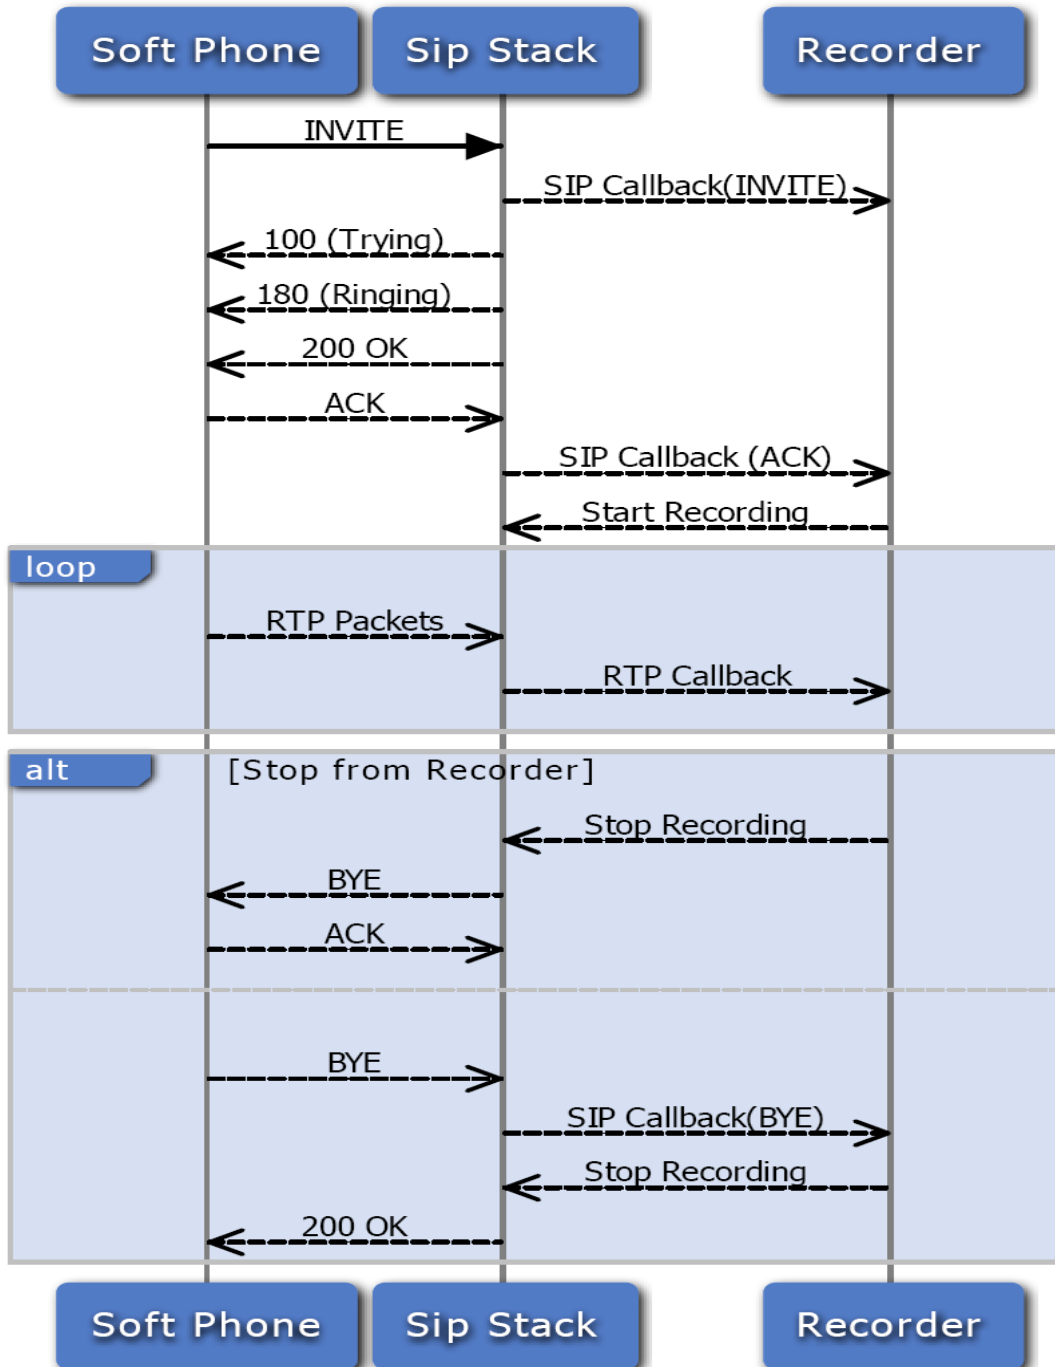 Soft Phone Sip Stack Recorder
INVITE
SIP Callback(INVITE)
100 (Trying)
180 (Ringing)
200 OK
ACK
SIP Callback (ACK)
Start Recording
loop
RTP Packets
RTP Callback
alt [Stop from Recorder]
Stop Recording
BYE
ACK
BYE
SIP Callback(BYE)
Stop Recording
200 OK
Soft Phone Sip Stack Recorder